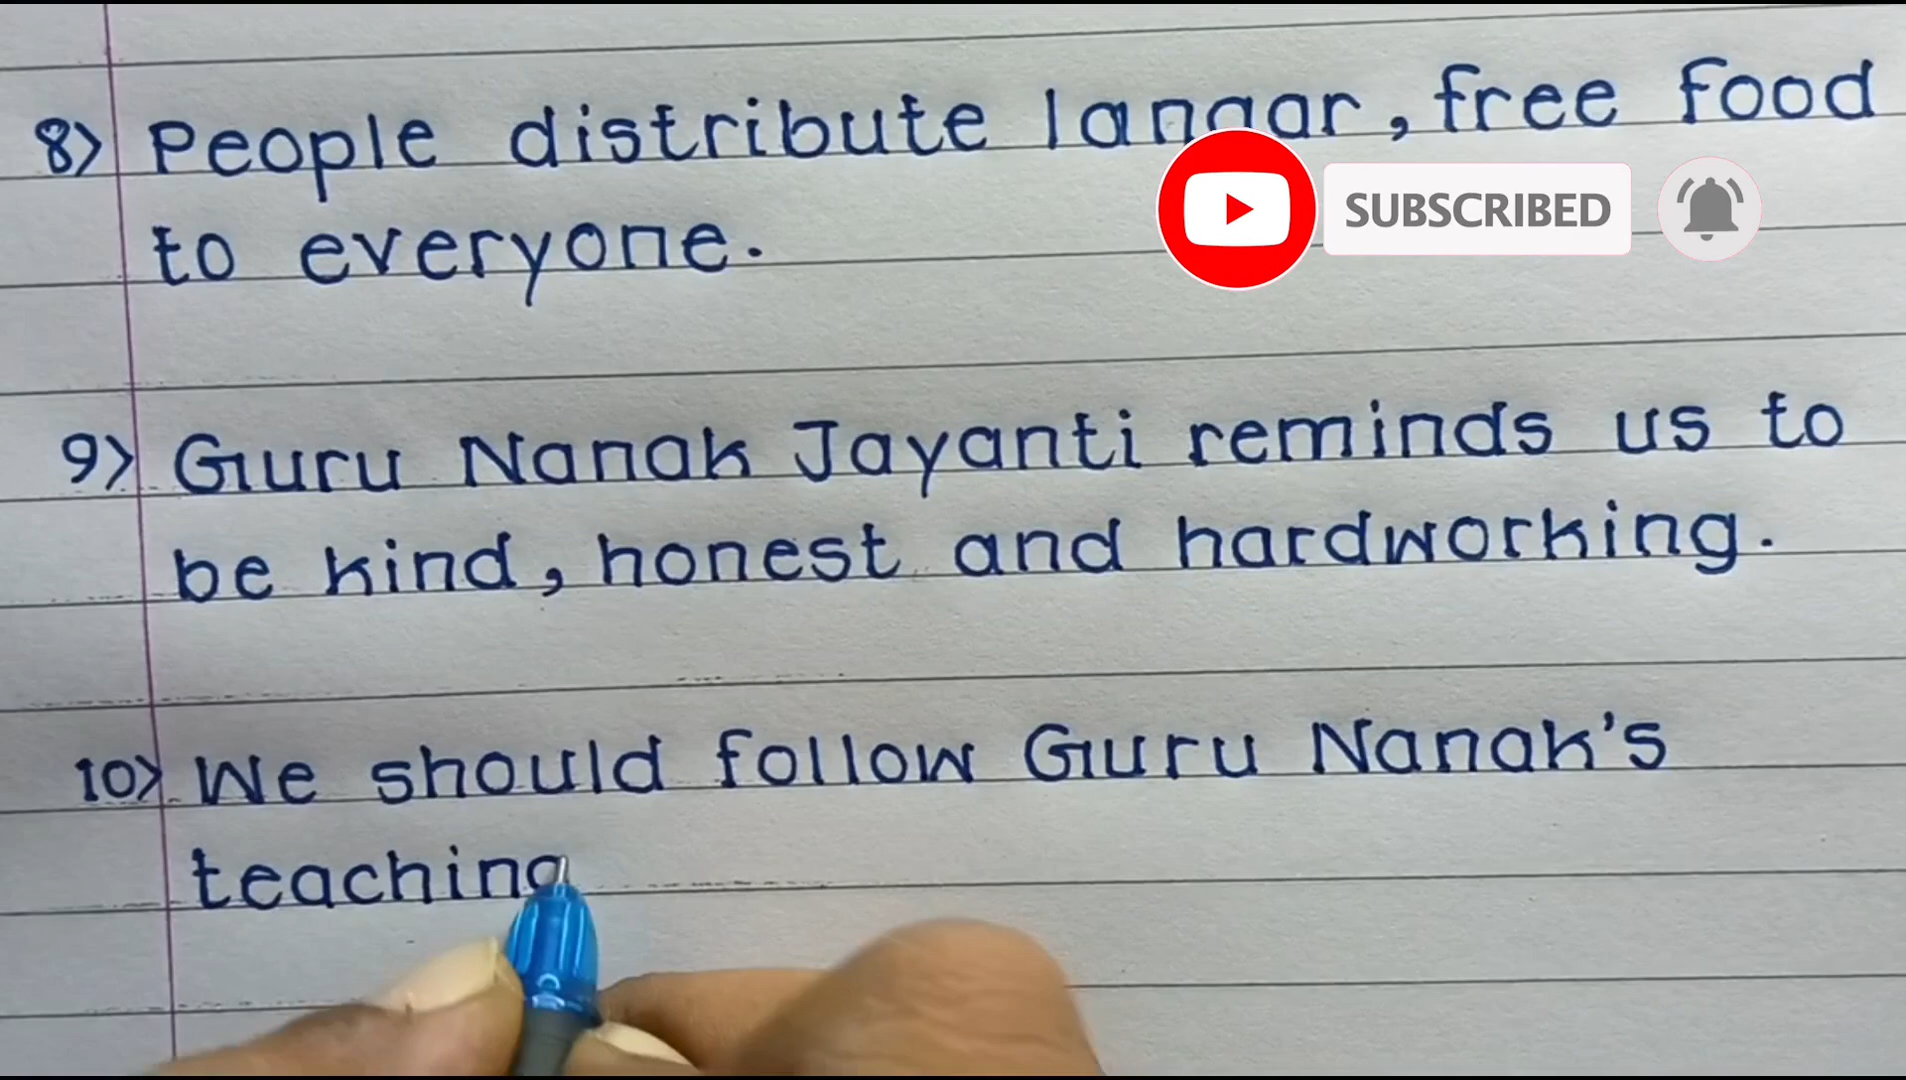 8) People distribute langar, free food
SUBSCRIBED
to everyone.
9) Guru Nanak Jayanti reminds us to
be kind, honest and hardworking.
10) We should follow Guru Nanak's
teaching